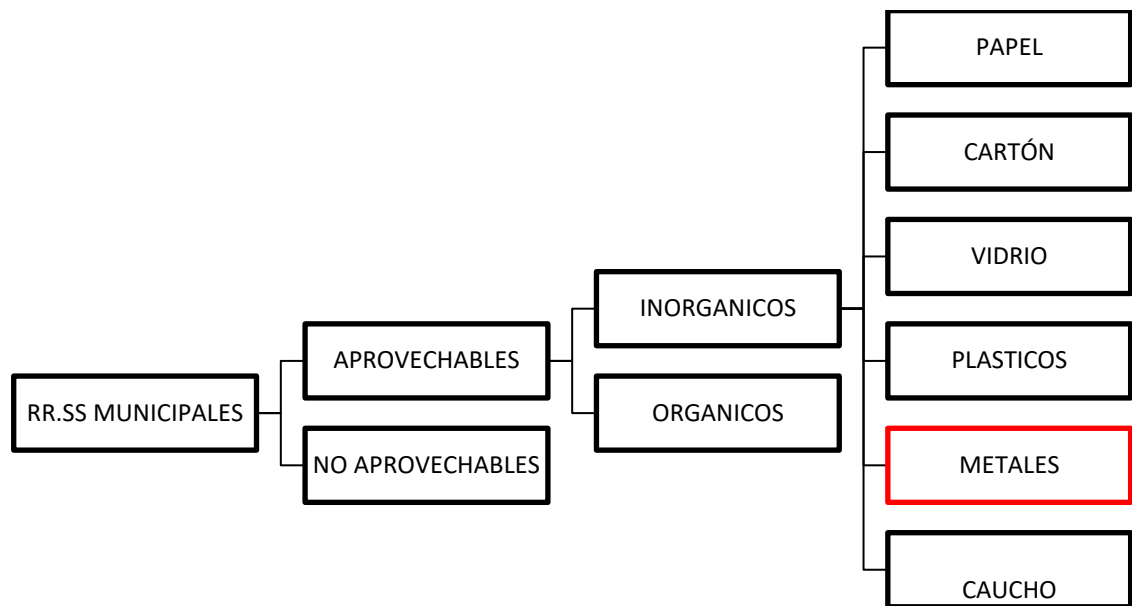 RR.SS MUNICIPALES
APROVECHABLES
NO APROVECHABLES
INORGANICOS
ORGANICOS
PAPEL
CARTÓN
VIDRIO
PLASTICOS
METALES
CAUCHO